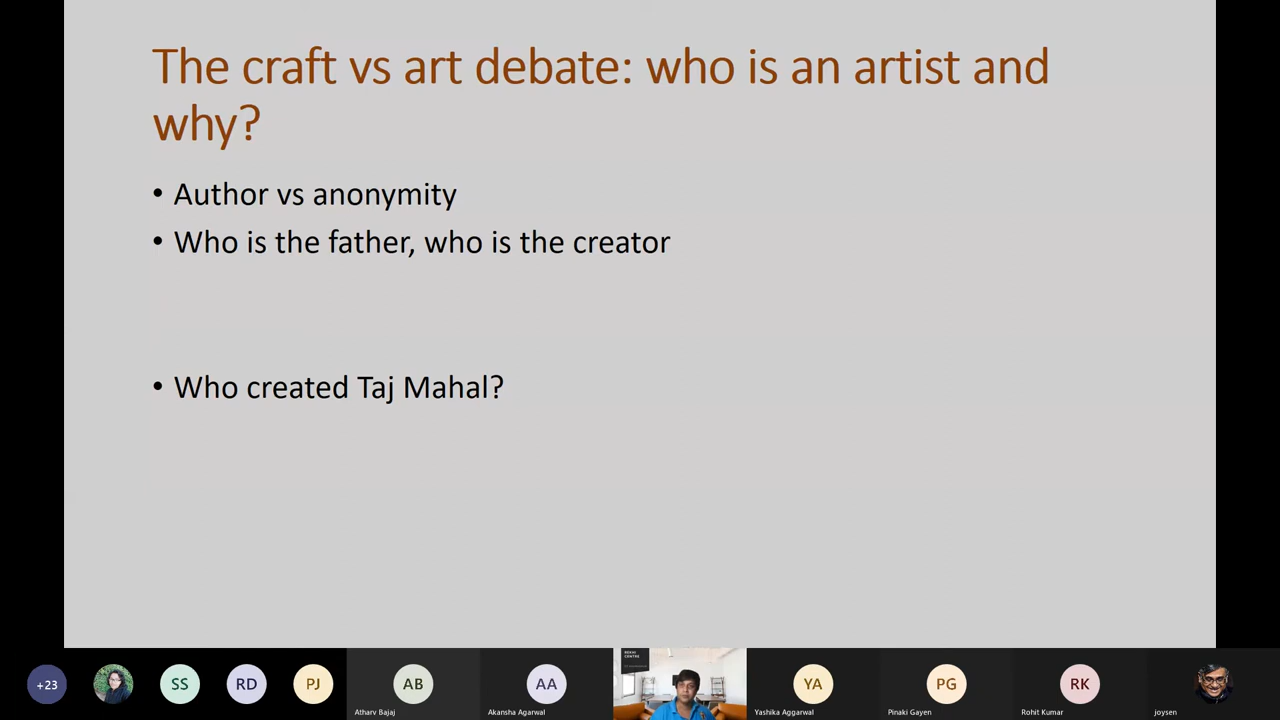 The craft vs art debate: who is an artist and
why?
• Author vs anonymity
• Who is the father, who is the creator
• Who created Taj Mahal?
+23
SS
RD
PJ
AB
AA
YA
PG
RK
Atharv Bajaj
Akansha Agarwal
Yashika Aggarwal
Pinaki Gayen
Rohit Kumar
joysen